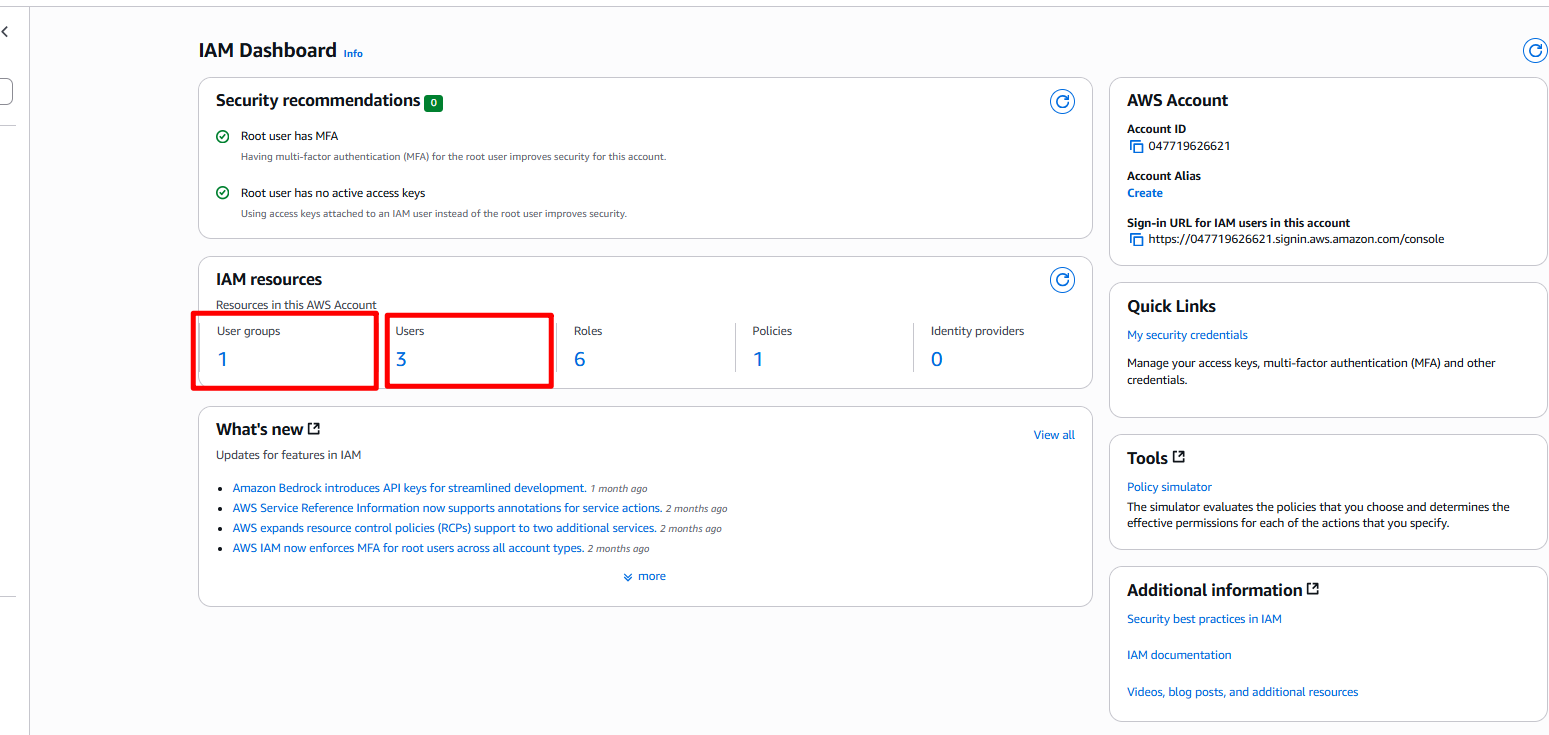 IAM Dashboard Info
Security recommendations 0
Root user has MFA
Having multi-factor authentication (MFA) for the root user improves security for this account.
Root user has no active access keys
Using access keys attached to an IAM user instead of the root user improves security.
IAM resources
Resources in this AWS Account
User groups
1
Users
3
Roles
6
Policies
1
Identity providers
0
What's new
View all
Updates for features in IAM
Amazon Bedrock introduces API keys for streamlined development. 1 month ago
AWS Service Reference Information now supports annotations for service actions. 2 months ago
AWS expands resource control policies (RCPs) support to two additional services. 2 months ago
AWS IAM now enforces MFA for root users across all account types. 2 months ago
more
AWS Account
Account ID
047719626621
Account Alias
Create
Sign-in URL for IAM users in this account
https://047719626621.signin.aws.amazon.com/console
Quick Links
My security credentials
Manage your access keys, multi-factor authentication (MFA) and other
credentials.
Tools
Policy simulator
The simulator evaluates the policies that you choose and determines the
effective permissions for each of the actions that you specify.
Additional information
Security best practices in IAM
IAM documentation
Videos, blog posts, and additional resources